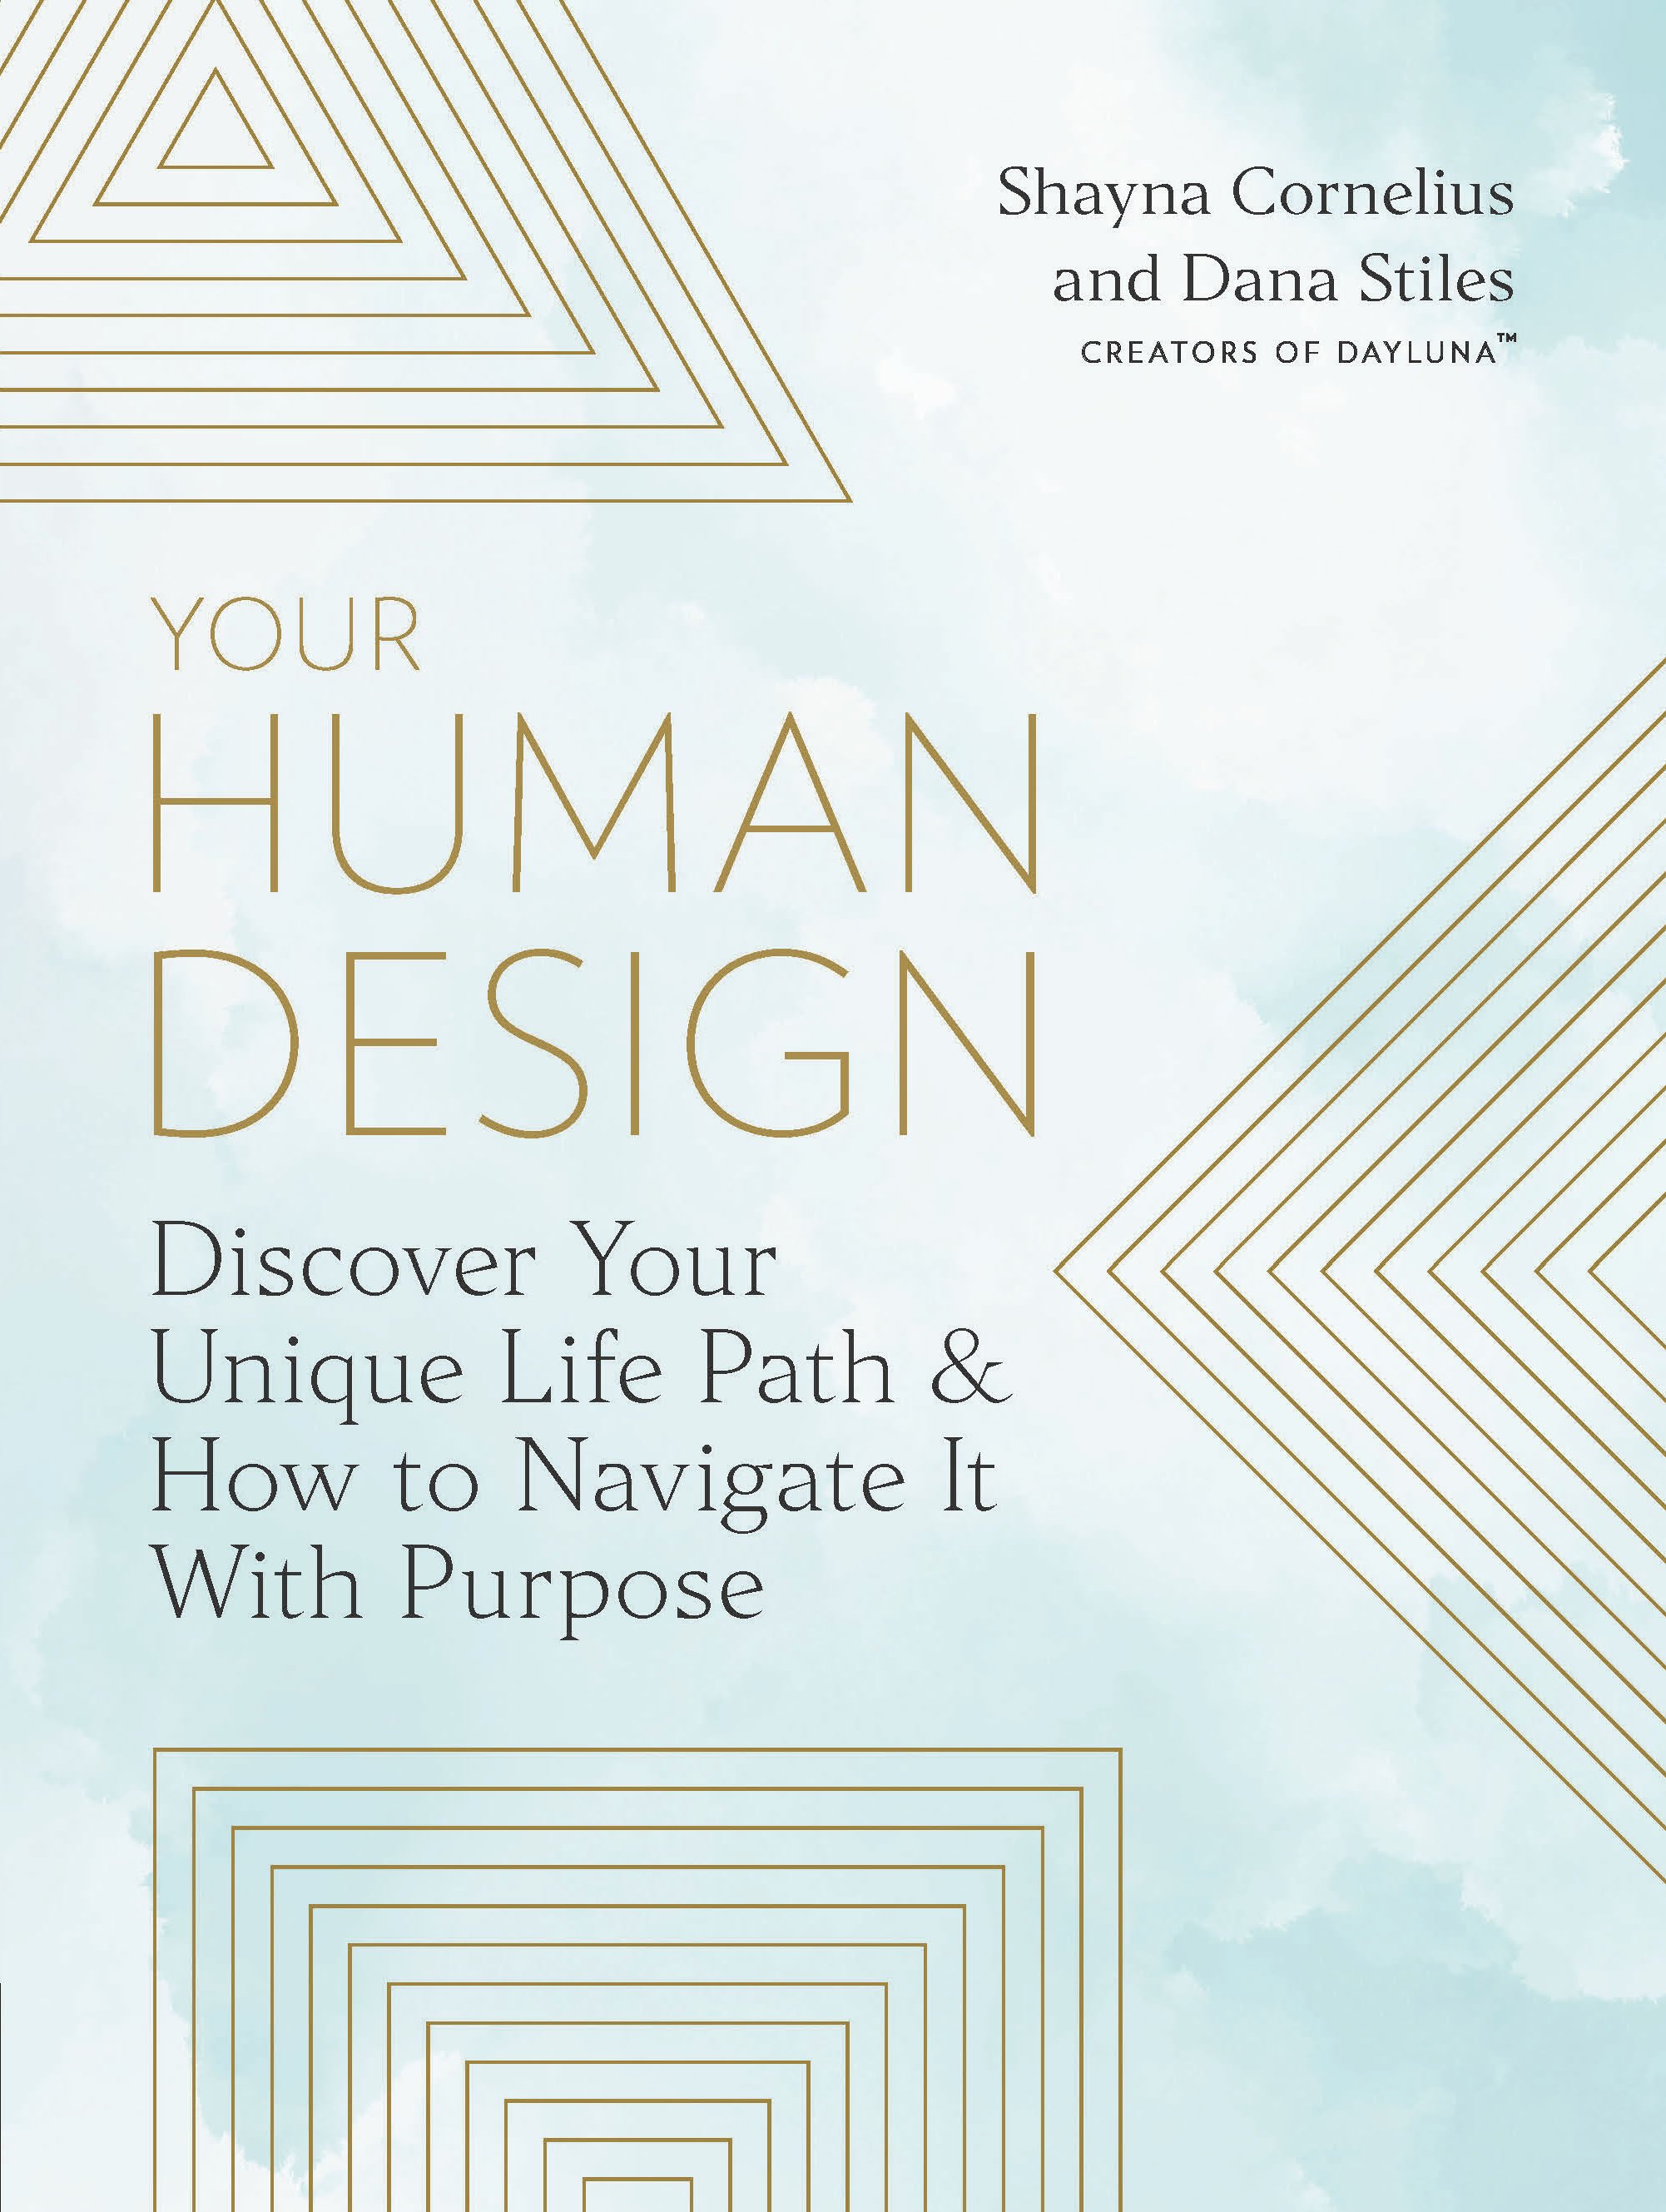 Shayna Cornelius
and Dana Stiles
CREATORS OF DAYLUNA™
YOUR
HUMAN
DESIGN
Discover Your
Unique Life Path &
How to Navigate It
With Purpose